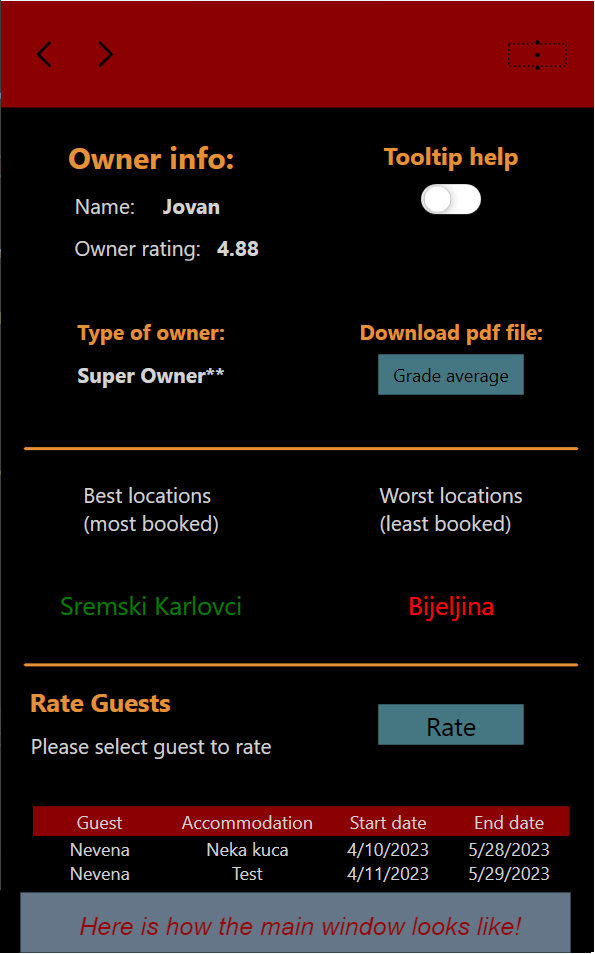 Owner info:
Tooltip help
Name: Jovan
Owner rating: 4.88
Type of owner:
Download pdf file:
Super Owner**
Grade average
Best locations
(most booked)
Worst locations
(least booked)
Sremski Karlovci
Bijeljina
Rate Guests
Rate
Please select guest to rate
Guest Accommodation Start date End date
Nevena Neka kuca 4/10/2023 5/28/2023
Nevena Test 4/11/2023 5/29/2023
Here is how the main window looks like!